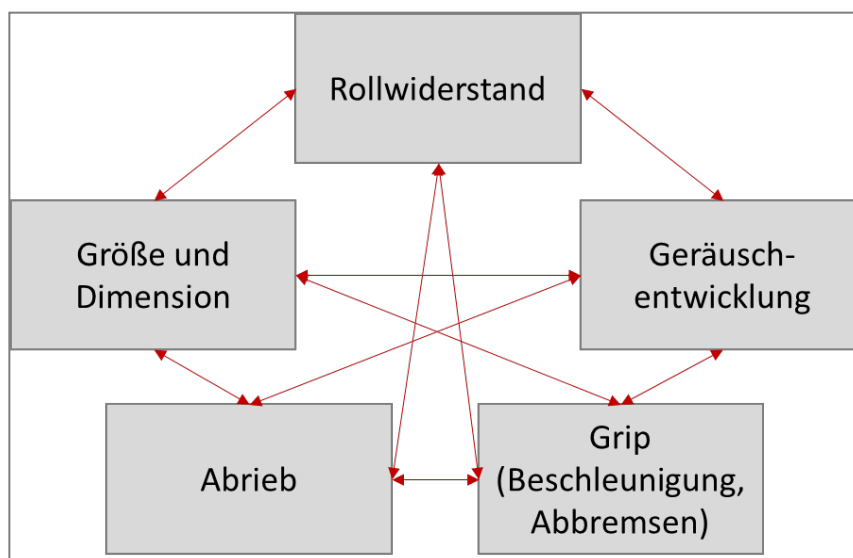 Rollwiderstand
Größe und
Dimension
Geräusch-
entwicklung
Abrieb
Grip
(Beschleunigung,
Abbremsen)